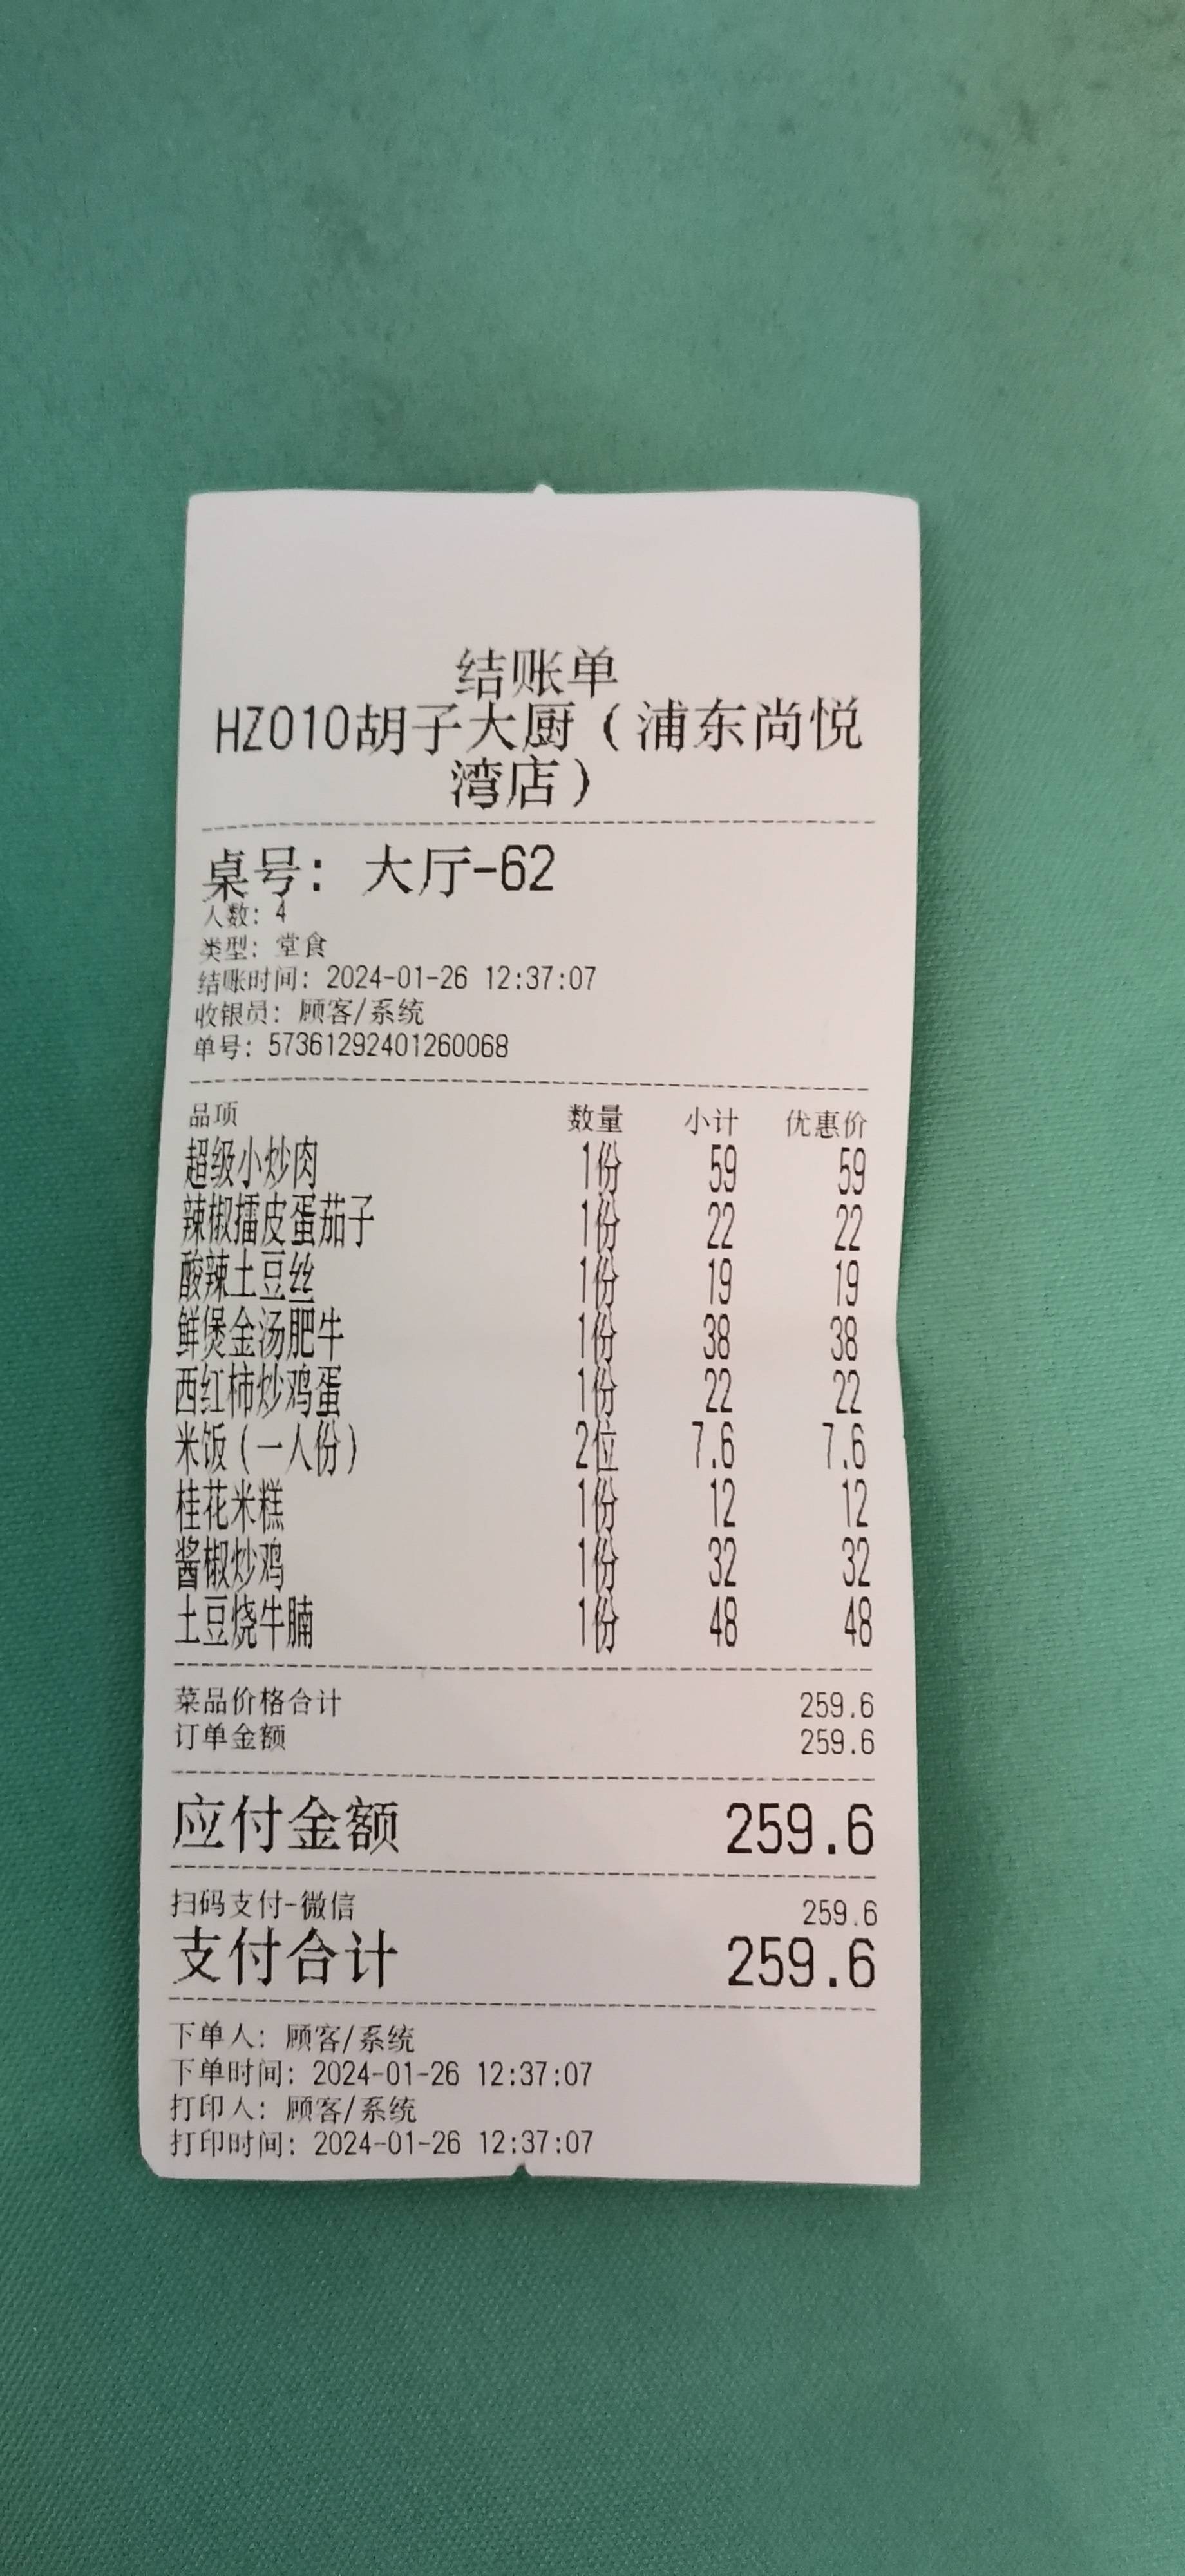 结账单
HZ010胡子大厨（浦东尚悦
湾店）
桌号： 大厅-62
人数：4
类型：堂食
结账时间：2024-01-26 12:37:07
收银员：顾客/系统
单号：57361292401260068
品项 数量 小计 优惠价
超级小炒肉 1份 59 59
辣椒擂皮蛋茄子 1份 22 22
酸辣土豆丝 1份 19 19
鲜煲金汤肥牛 1份 38 38
西红柿炒鸡蛋 1份 22 22
米饭（一人份） 2位 7.6 7.6
桂花米糕 1份 12 12
酱椒炒鸡 1份 32 32
土豆烧牛腩 1份 48 48
菜品价格合计 259.6
订单金额 259.6
应付金额 259.6
扫码支付-微信 259.6
支付合计 259.6
下单人：顾客/系统
下单时间：2024-01-26 12:37:07
打印人：顾客/系统
打印时间：2024-01-26 12:37:07